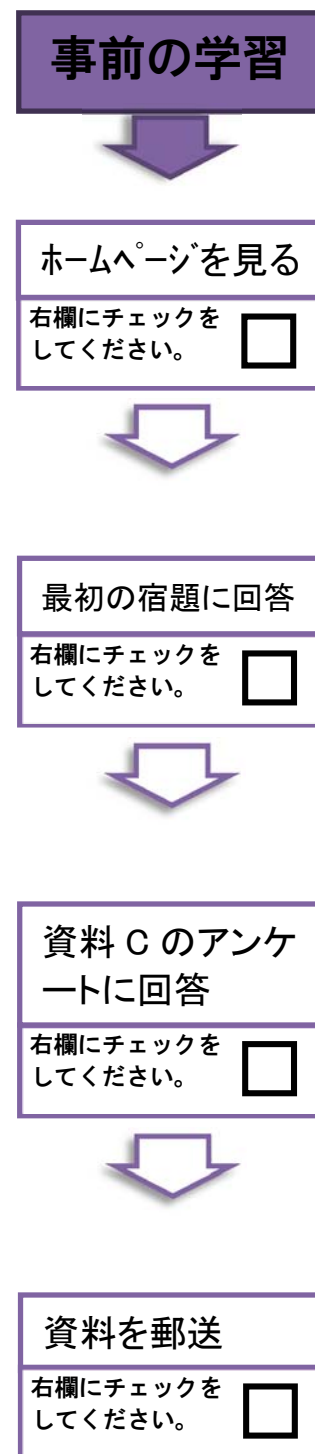 事前の学習
ホームページを見る
右欄にチェックを
してください。
最初の宿題に回答
右欄にチェックを
してください。
資料 C のアンケ
ートに回答
右欄にチェックを
してください。
資料を郵送
右欄にチェックを
してください。